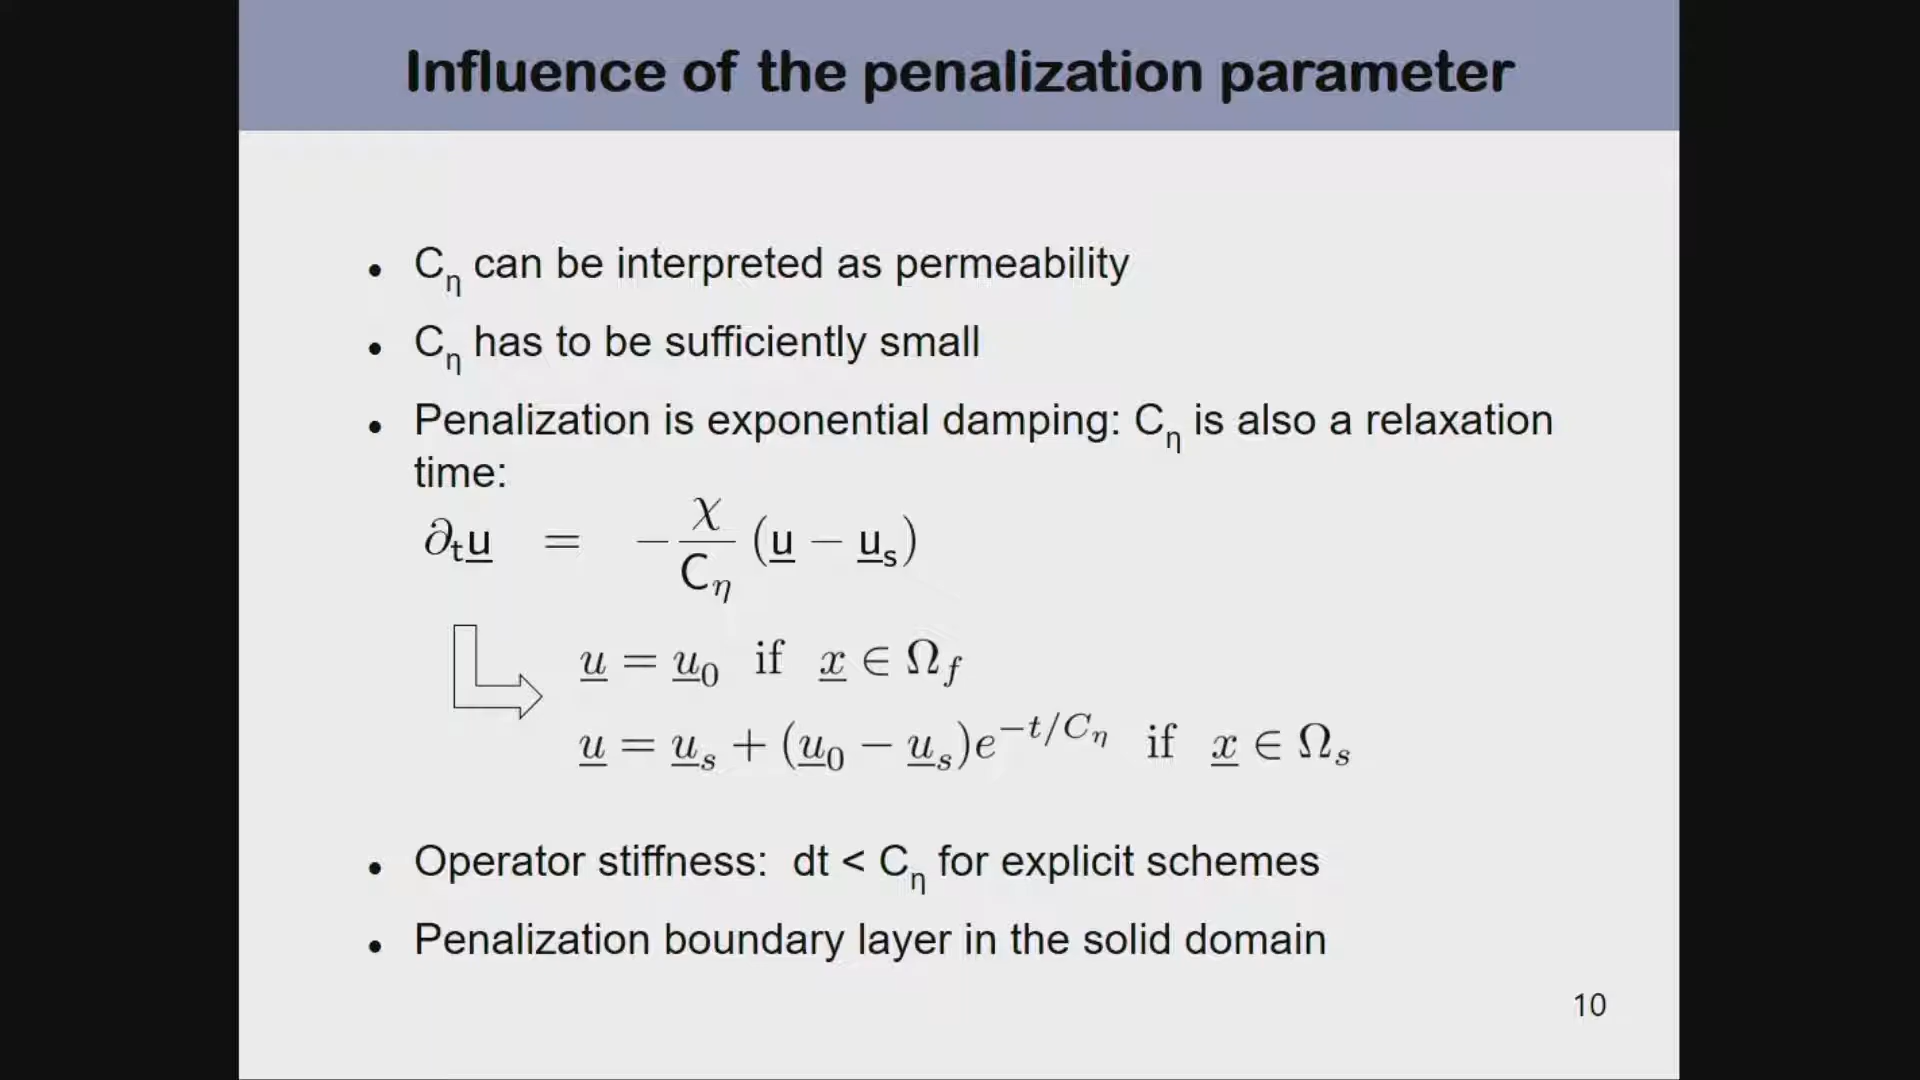 Influence of the penalization parameter
• Cη can be interpreted as permeability
• Cη has to be sufficiently small
• Penalization is exponential damping: Cη is also a relaxation
time:
∂ₜu = −χ/Cη (u − uₛ)
u = u₀ if x ∈ Ω_f
u = uₛ + (u₀ − uₛ)e^{−t/Cη} if x ∈ Ωₛ
• Operator stiffness: dt < Cη for explicit schemes
• Penalization boundary layer in the solid domain
10